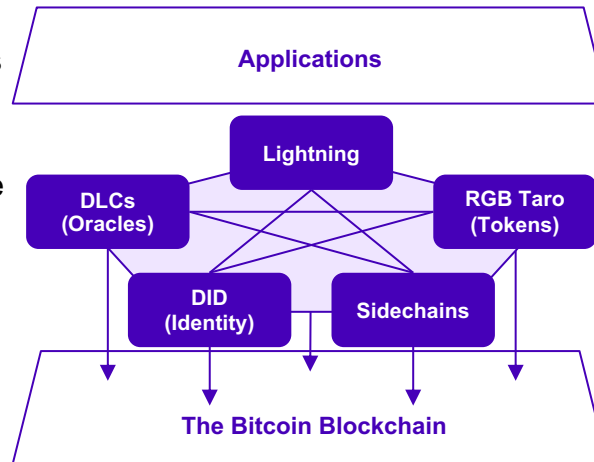 Applications
Lightning
DLCs
(Oracles)
RGB Taro
(Tokens)
DID
(Identity)
Sidechains
The Bitcoin Blockchain